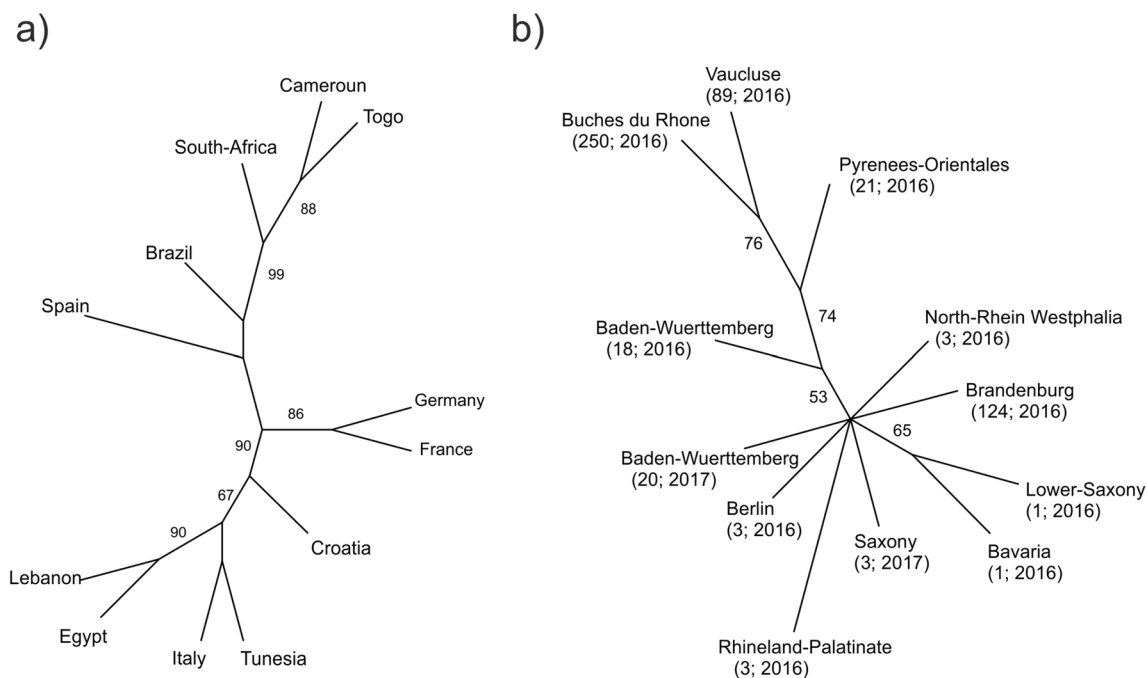 a)
Cameroun
Togo
South-Africa
88
Brazil
99
Spain
86
Germany
France
90
67
Croatia
90
Lebanon
Egypt
Italy
Tunesia
b)
Vaucluse
(89; 2016)
Buches du Rhone
(250; 2016)
Pyrenees-Orientales
(21; 2016)
76
74
Baden-Wuerttemberg
(18; 2016)
North-Rhein Westphalia
(3; 2016)
53
Brandenburg
(124; 2016)
65
Baden-Wuerttemberg
(20; 2017)
Berlin
(3; 2016)
Saxony
(3; 2017)
Lower-Saxony
(1; 2016)
Bavaria
(1; 2016)
Rhineland-Palatinate
(3; 2016)